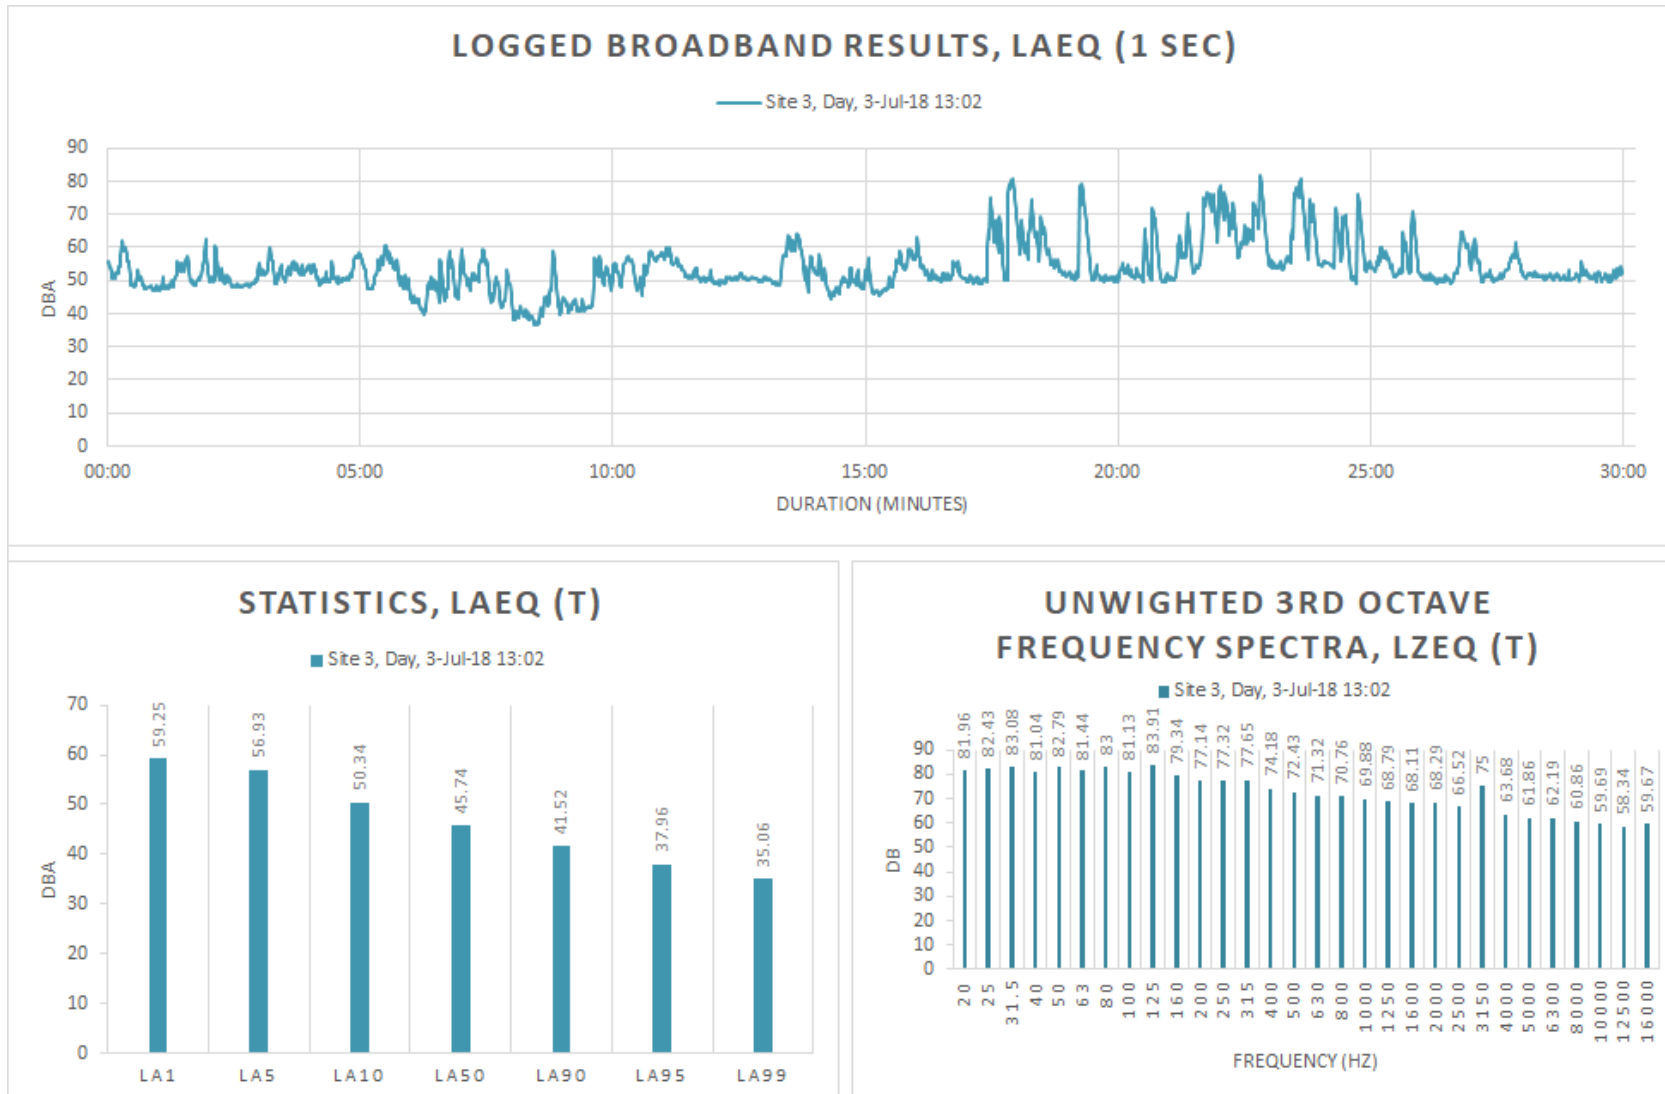 LOGGED BROADBAND RESULTS, LAEQ (1 SEC)
Site 3, Day, 3-Jul-18 13:02
90
80
70
60
50
40
30
20
10
0
DBA
00:00 05:00 10:00 15:00 20:00 25:00 30:00
DURATION (MINUTES)
STATISTICS, LAEQ (T)
Site 3, Day, 3-Jul-18 13:02
70
60
50
40
30
20
10
0
DBA
59.25 56.93 50.34 45.74 41.52 37.96 35.06
LA1 LA5 LA10 LA50 LA90 LA95 LA99
UNWIGHTED 3RD OCTAVE
FREQUENCY SPECTRA, LZEQ (T)
Site 3, Day, 3-Jul-18 13:02
90
80
70
60
50
40
30
20
10
0
DB
81.96 82.43 83.08 81.04 82.79 81.44 83 81.13 83.91 79.34 77.14 77.32 77.65 74.18 72.43 71.32 70.76 69.88 68.79 68.11 68.29 66.52 75 63.68 61.86 62.19 60.86 59.69 58.34 59.67
20 25 31.5 40 50 63 80 100 125 160 200 250 315 400 500 630 800 1000 1250 1600 2000 2500 3150 4000 5000 6300 8000 10000 12500 16000
FREQUENCY (HZ)